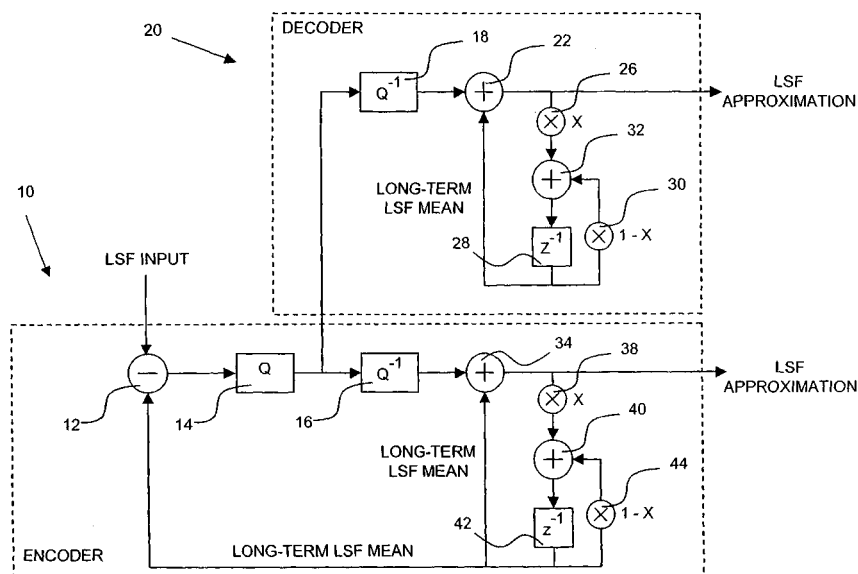 DECODER
20
18
22
Q⁻¹
+
26
LSF
APPROXIMATION
×
X
32
+
LONG-TERM
LSF MEAN
30
10
z⁻¹
×
1 - X
28
LSF INPUT
34
38
−
Q
Q⁻¹
+
LSF
APPROXIMATION
12
14
16
×
X
40
LONG-TERM
LSF MEAN
+
44
z⁻¹
×
1 - X
42
ENCODER
LONG-TERM LSF MEAN